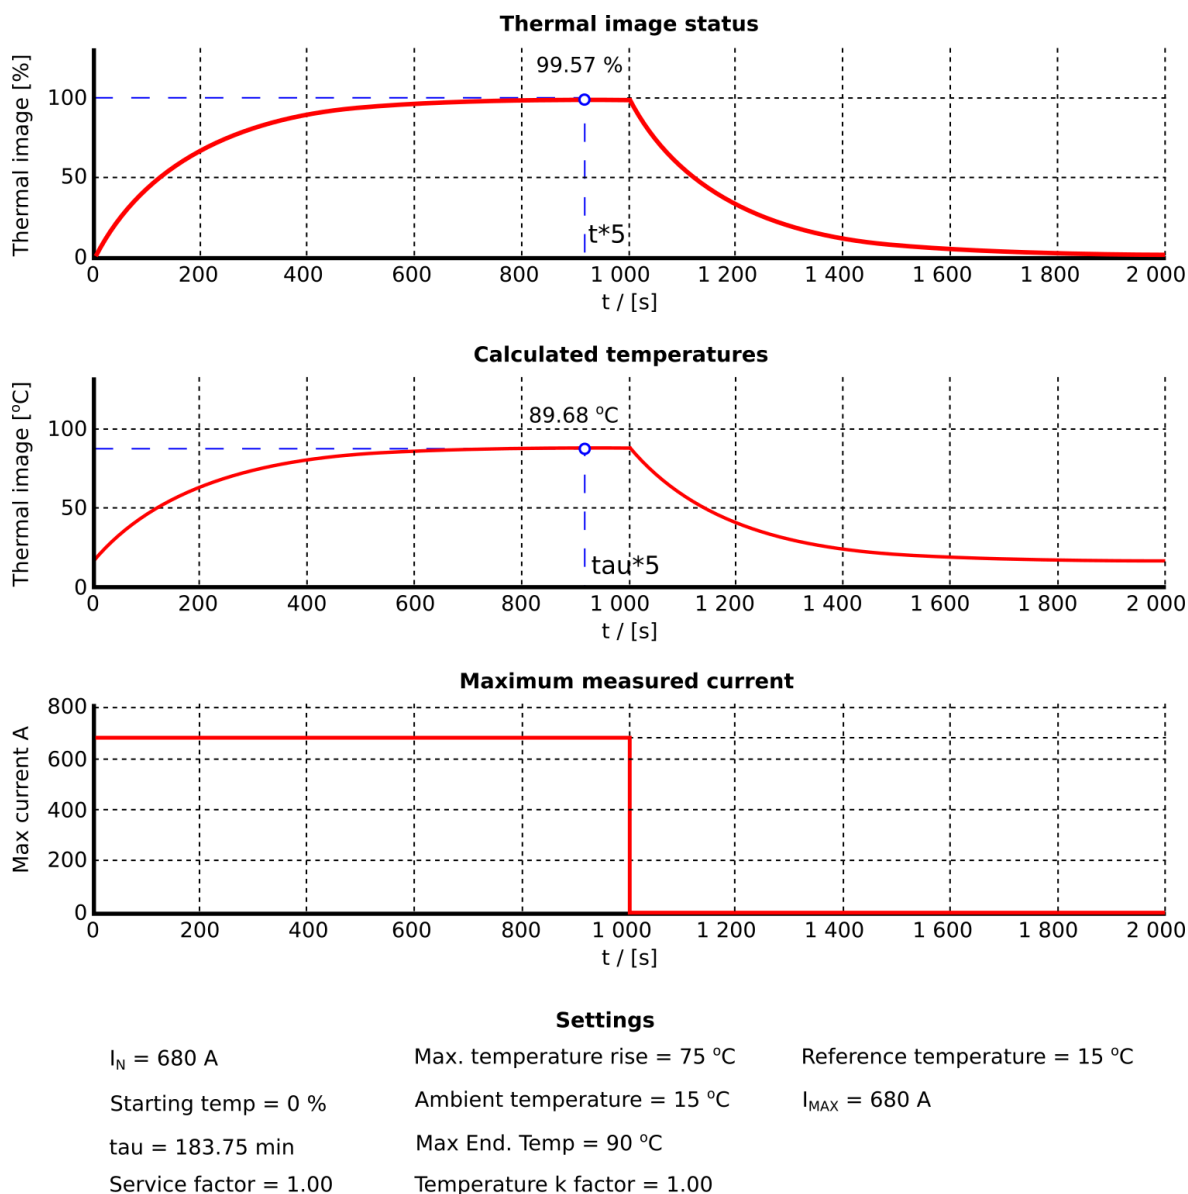 Thermal image status
99.57 %
Thermal image [%]
100
50
0
t*5
0 200 400 600 800 1 000 1 200 1 400 1 600 1 800 2 000
t / [s]
Calculated temperatures
89.68 °C
Thermal image [°C]
100
50
0
tau*5
0 200 400 600 800 1 000 1 200 1 400 1 600 1 800 2 000
t / [s]
Maximum measured current
Max current A
800
600
400
200
0
0 200 400 600 800 1 000 1 200 1 400 1 600 1 800 2 000
t / [s]
Settings
I_N = 680 A Max. temperature rise = 75 °C Reference temperature = 15 °C
Starting temp = 0 % Ambient temperature = 15 °C I_MAX = 680 A
tau = 183.75 min Max End. Temp = 90 °C
Service factor = 1.00 Temperature k factor = 1.00